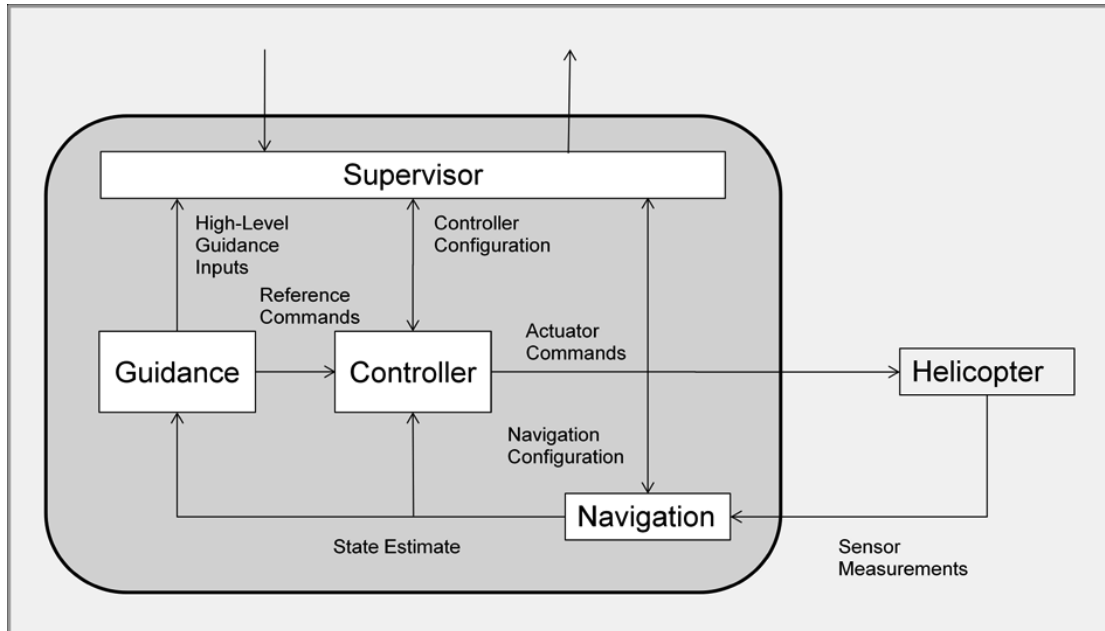 Supervisor
High-Level
Guidance
Inputs
Controller
Configuration
Reference
Commands
Actuator
Commands
Guidance
Controller
Helicopter
Navigation
Configuration
Navigation
State Estimate
Sensor
Measurements